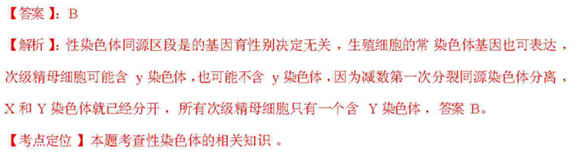 【答案】：B
【解析】：性染色体同源区段是的基因育性别决定无关，生殖细胞的常 染色体基因也可表达，
次级精母细胞可能含 y 染色体，也可能不含 y 染色体，因为减数第一次分裂同源染色体分离，
X 和 Y 染色体就已经分开，所有次级精母细胞只有一个含 Y 染色体，答案 B。
【考点定位】本题考查性染色体的相关知识 。